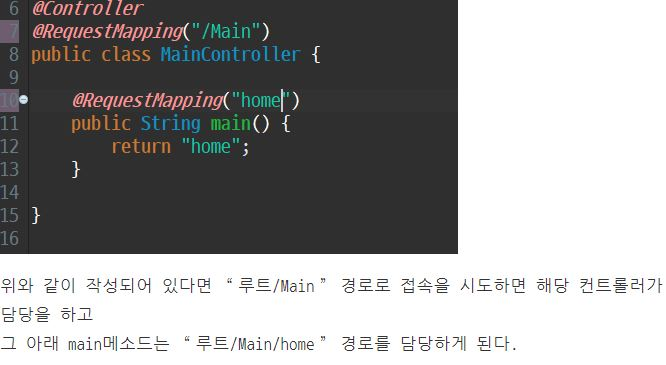 6 @Controller
7 @RequestMapping("/Main")
8 public class MainController {
9
10 @RequestMapping("home")
11 public String main() {
12 return "home";
13 }
14
15 }
16
위와 같이 작성되어 있다면 “루트/Main” 경로로 접속을 시도하면 해당 컨트롤러가
담당을 하고
그 아래 main메소드는 “루트/Main/home” 경로를 담당하게 된다.